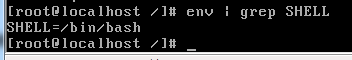 [root@localhost /]# env | grep SHELL
SHELL=/bin/bash
[root@localhost /]# _